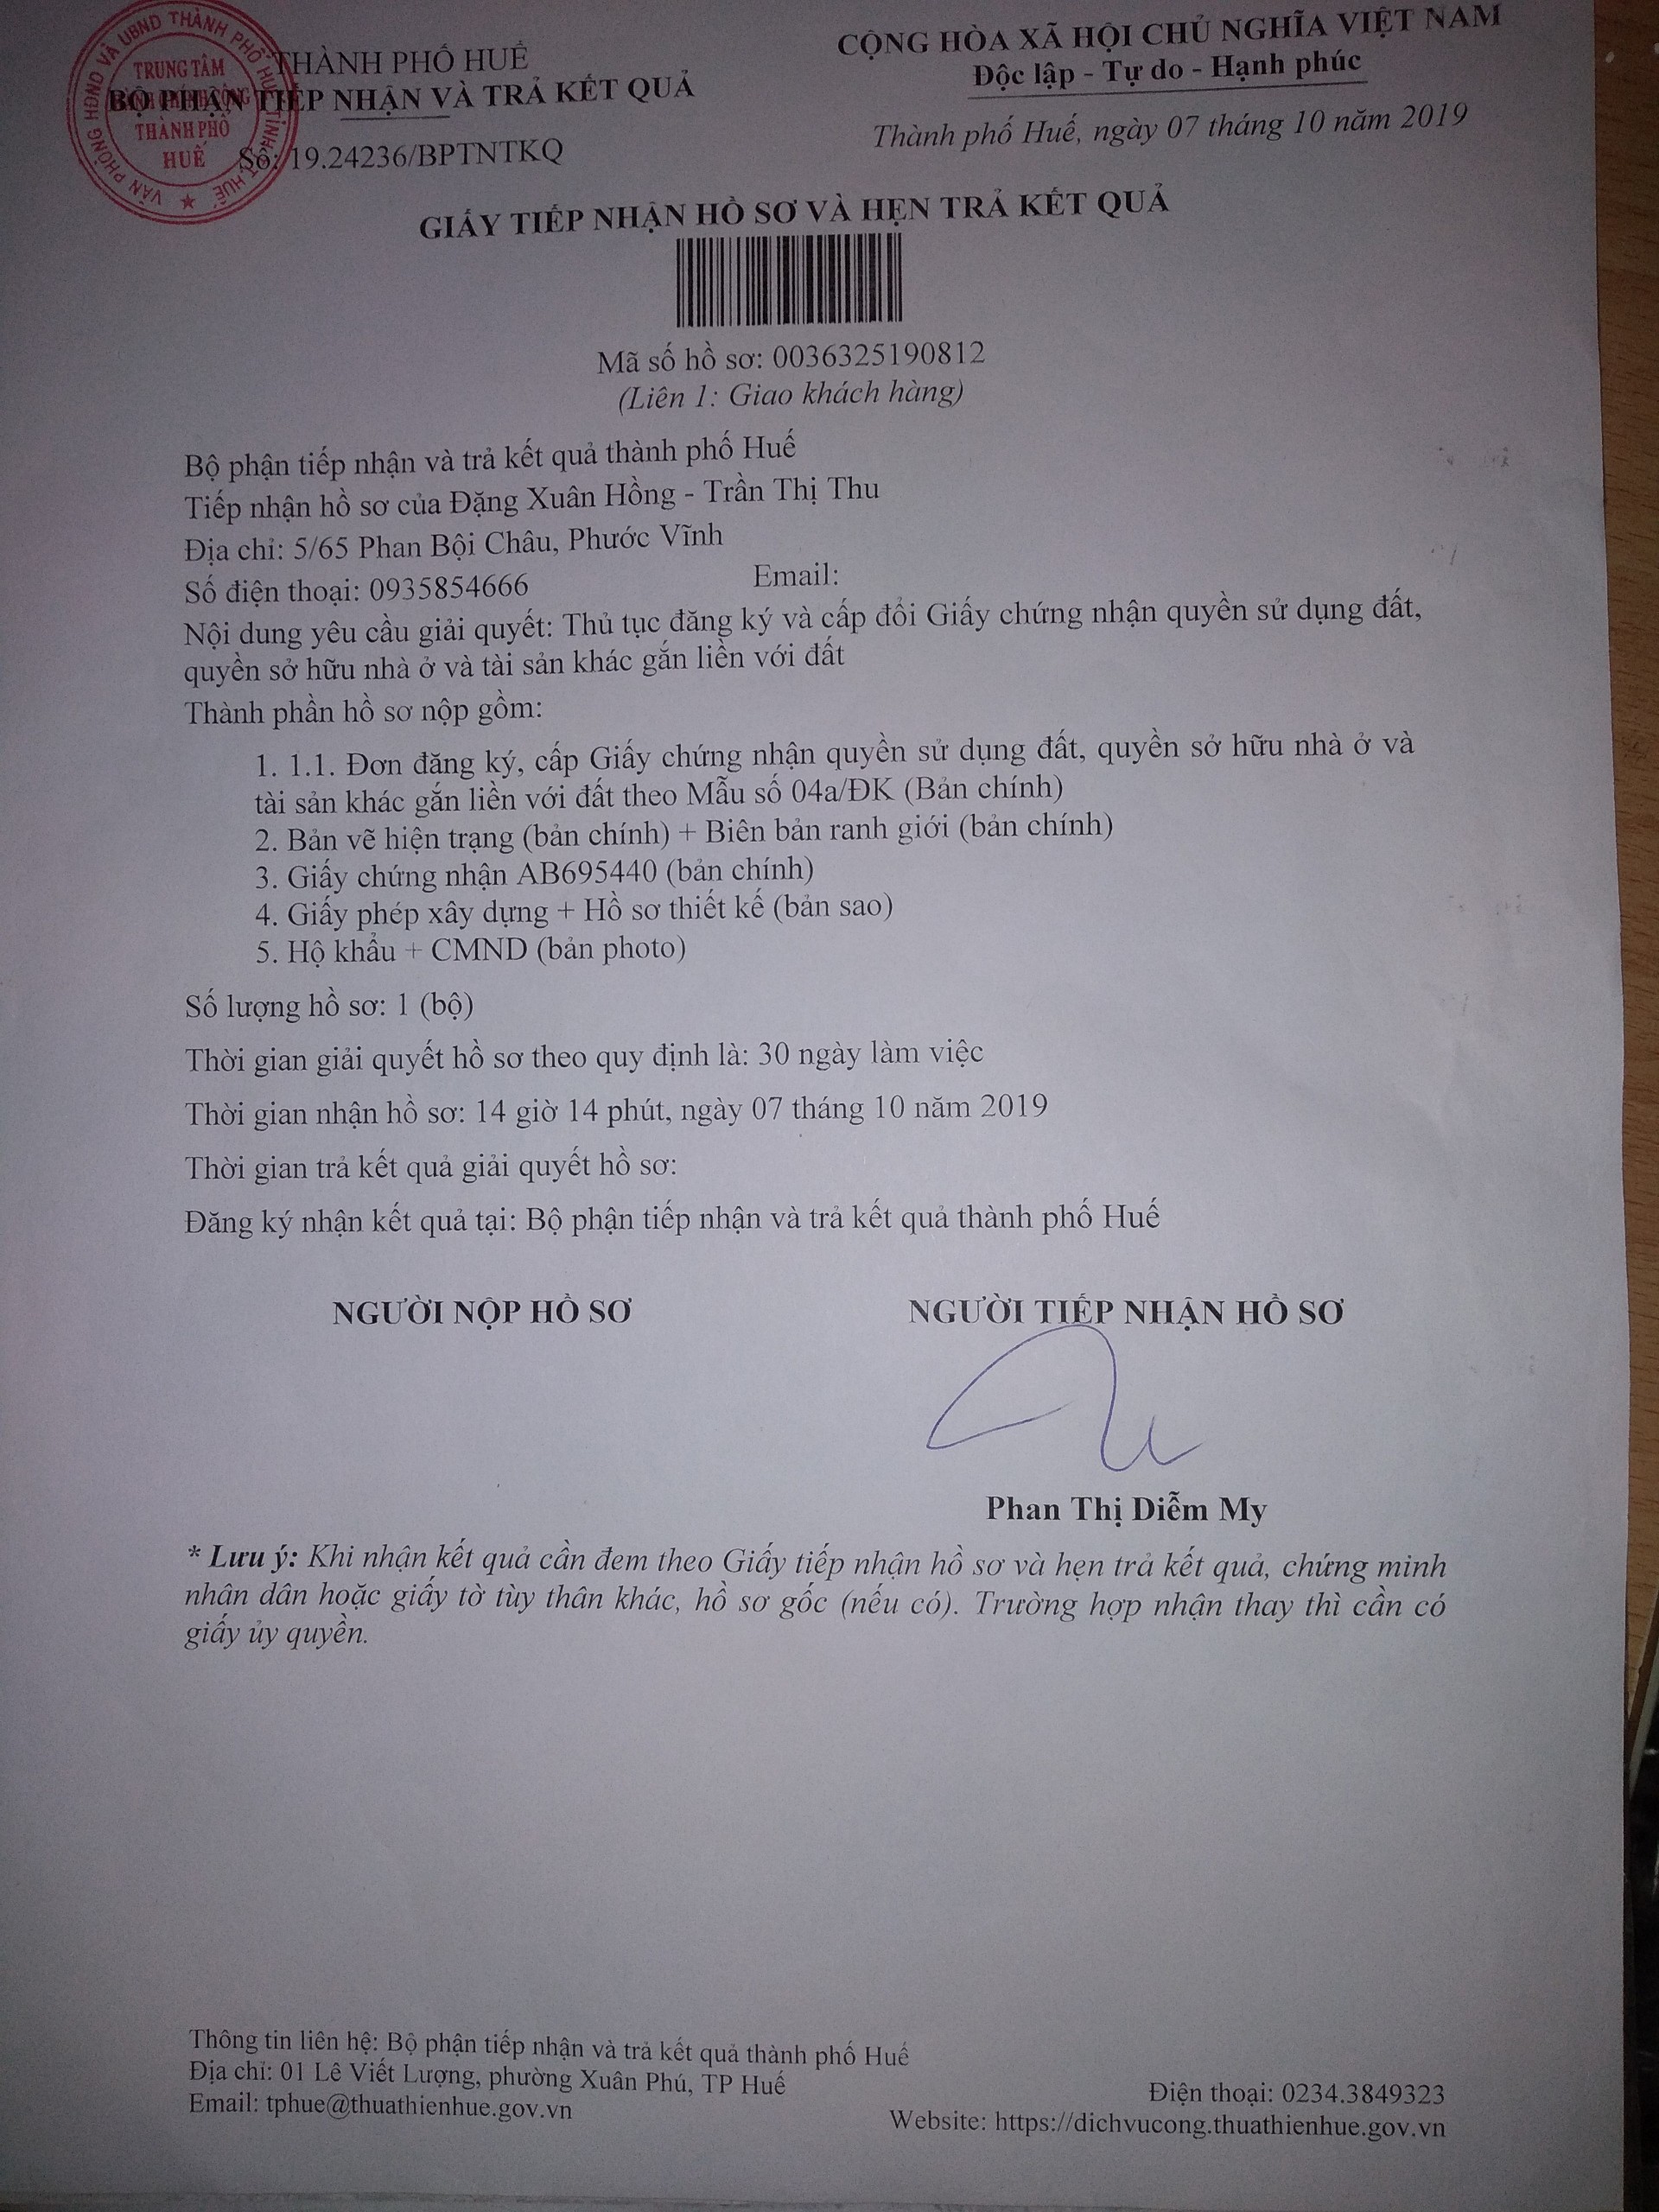 VĂN PHÒNG HĐND VÀ UBND THÀNH PHỐ HUẾ TỈNH T.T.HUẾ
TRUNG TÂM
THÀNH PHỐ
HUẾ
THÀNH PHỐ HUẾ
BỘ PHẬN TIẾP NHẬN VÀ TRẢ KẾT QUẢ
Số: 19.24236/BPTNTKQ
CỘNG HÒA XÃ HỘI CHỦ NGHĨA VIỆT NAM
Độc lập - Tự do - Hạnh phúc
Thành phố Huế, ngày 07 tháng 10 năm 2019
GIẤY TIẾP NHẬN HỒ SƠ VÀ HẸN TRẢ KẾT QUẢ
Mã số hồ sơ: 0036325190812
(Liên 1: Giao khách hàng)
Bộ phận tiếp nhận và trả kết quả thành phố Huế
Tiếp nhận hồ sơ của Đặng Xuân Hồng - Trần Thị Thu
Địa chỉ: 5/65 Phan Bội Châu, Phước Vĩnh
Số điện thoại: 0935854666 Email:
Nội dung yêu cầu giải quyết: Thủ tục đăng ký và cấp đổi Giấy chứng nhận quyền sử dụng đất,
quyền sở hữu nhà ở và tài sản khác gắn liền với đất
Thành phần hồ sơ nộp gồm:
1. 1.1. Đơn đăng ký, cấp Giấy chứng nhận quyền sử dụng đất, quyền sở hữu nhà ở và
tài sản khác gắn liền với đất theo Mẫu số 04a/ĐK (Bản chính)
2. Bản vẽ hiện trạng (bản chính) + Biên bản ranh giới (bản chính)
3. Giấy chứng nhận AB695440 (bản chính)
4. Giấy phép xây dựng + Hồ sơ thiết kế (bản sao)
5. Hộ khẩu + CMND (bản photo)
Số lượng hồ sơ: 1 (bộ)
Thời gian giải quyết hồ sơ theo quy định là: 30 ngày làm việc
Thời gian nhận hồ sơ: 14 giờ 14 phút, ngày 07 tháng 10 năm 2019
Thời gian trả kết quả giải quyết hồ sơ:
Đăng ký nhận kết quả tại: Bộ phận tiếp nhận và trả kết quả thành phố Huế
NGƯỜI NỘP HỒ SƠ
NGƯỜI TIẾP NHẬN HỒ SƠ
Phan Thị Diễm My
* Lưu ý: Khi nhận kết quả cần đem theo Giấy tiếp nhận hồ sơ và hẹn trả kết quả, chứng minh
nhân dân hoặc giấy tờ tùy thân khác, hồ sơ gốc (nếu có). Trường hợp nhận thay thì cần có
giấy ủy quyền.
Thông tin liên hệ: Bộ phận tiếp nhận và trả kết quả thành phố Huế
Địa chỉ: 01 Lê Viết Lượng, phường Xuân Phú, TP Huế
Email: tphue@thuathienhue.gov.vn
Điện thoại: 0234.3849323
Website: https://dichvucong.thuathienhue.gov.vn